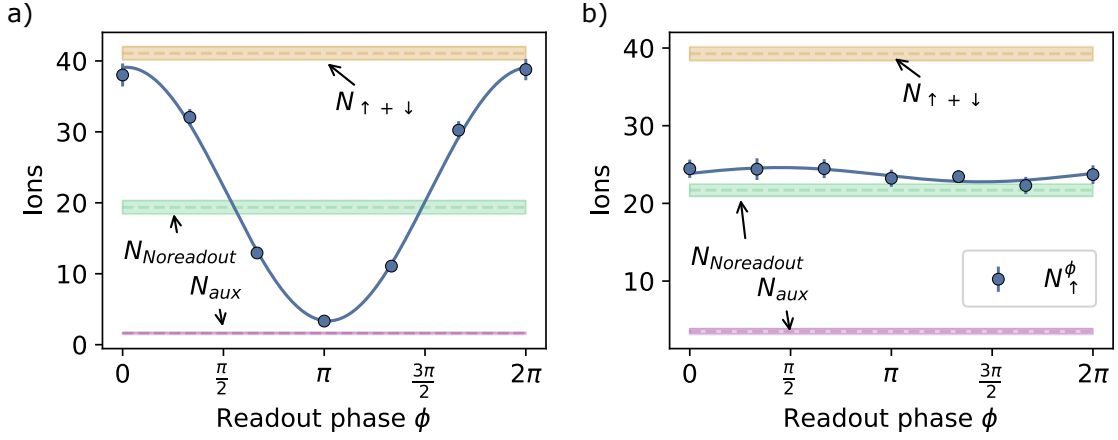 a)
40
30
20
10
0
Ions
N↑+↓
N_Noreadout
N_aux
0
π/2
π
3π/2
2π
Readout phase ϕ
b)
40
30
20
10
Ions
N↑+↓
N_Noreadout
N_aux
N^ϕ_↑
0
π/2
π
3π/2
2π
Readout phase ϕ